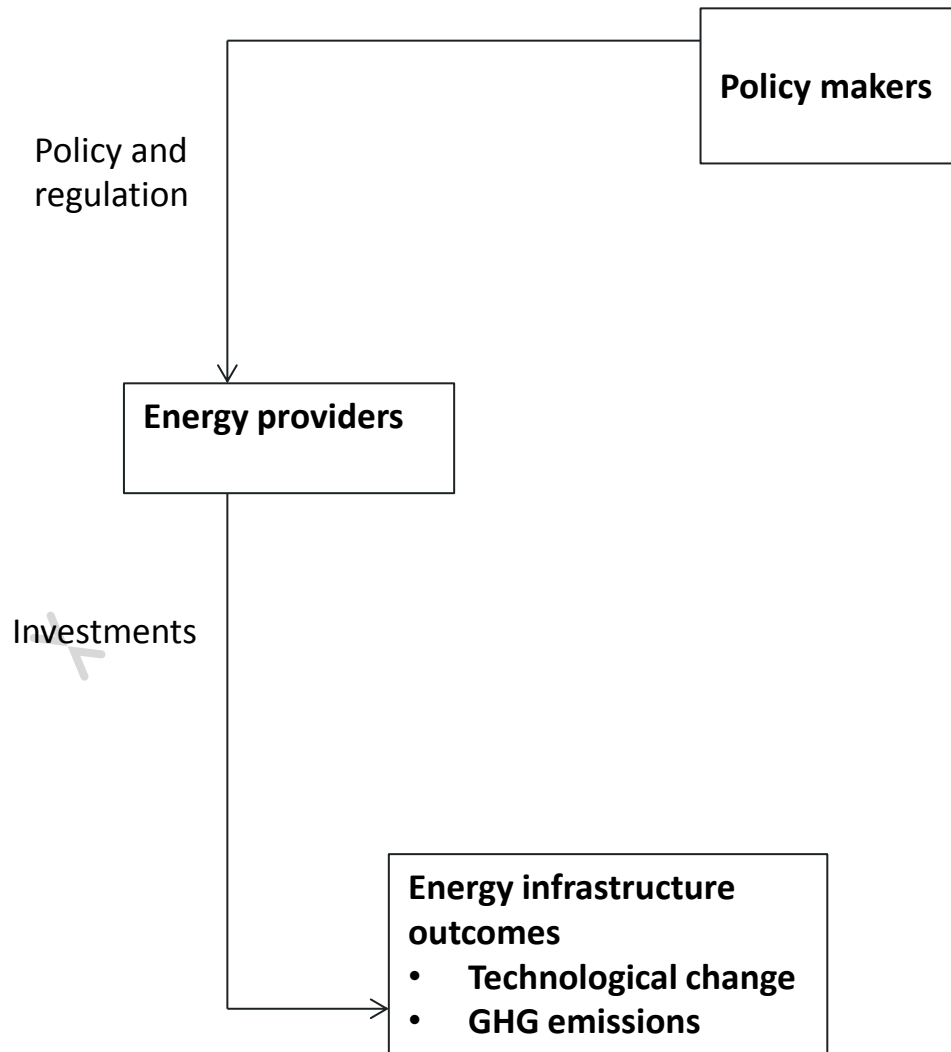 Policy makers
Policy and
regulation
Energy providers
Investments
Energy infrastructure
outcomes
• Technological change
• GHG emissions